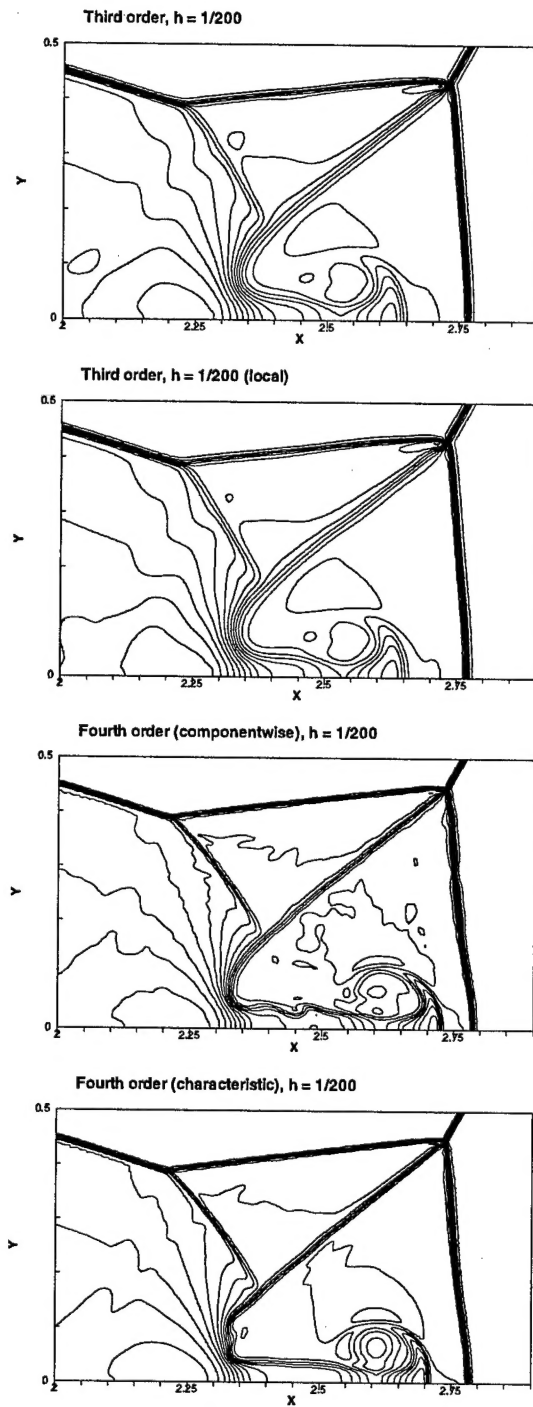 Third order, h = 1/200
0.5
Y
0
2
2.25
2.5
2.75
X
Third order, h = 1/200 (local)
0.5
Y
0
2
2.25
2.5
2.75
X
Fourth order (componentwise), h = 1/200
0.5
Y
0
2
2.25
2.5
2.75
X
Fourth order (characteristic), h = 1/200
0.5
Y
0
2
2.25
2.5
2.75
X